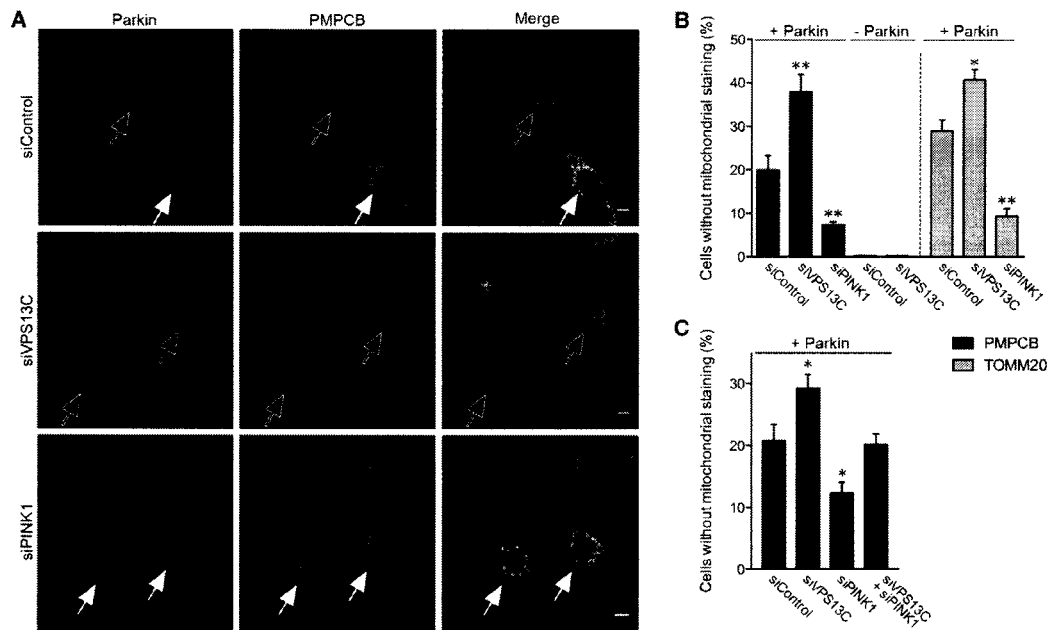 A
Parkin
PMPCB
Merge
siControl
siVPS13C
siPINK1
B
+ Parkin
- Parkin
+ Parkin
Cells without mitochondrial staining (%)
50
40
30
20
10
0
**
**
*
**
siControl
siVPS13C
siPINK1
siControl
siVPS13C
siControl
siVPS13C
siPINK1
C
+ Parkin
Cells without mitochondrial staining (%)
30
20
10
0
*
*
siControl
siVPS13C
siPINK1
siVPS13C
+ siPINK1
PMPCB
TOMM20